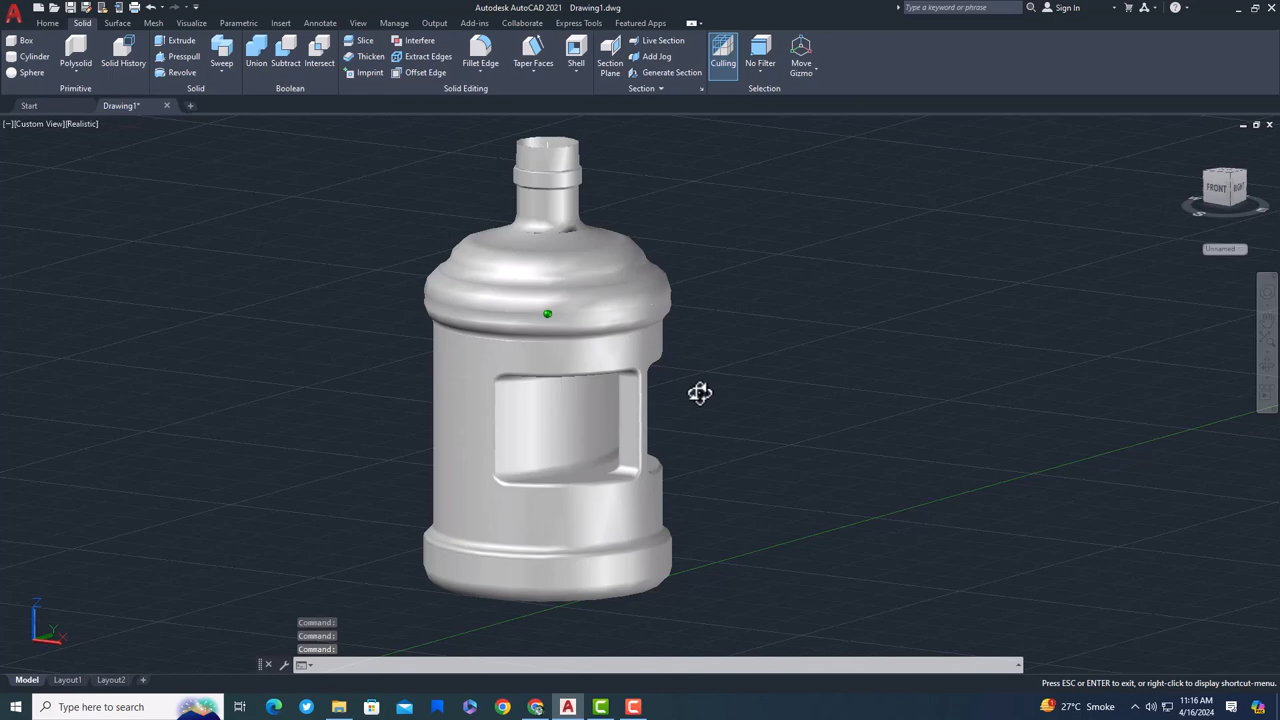 Autodesk AutoCAD 2021 Drawing1.dwg
Type a keyword or phrase
Sign In
Home Solid Surface Mesh Visualize Parametric Insert Annotate View Manage Output Add-ins Collaborate Express Tools Featured Apps
Box
Cylinder
Sphere
Polysolid
Solid History
Primitive
Extrude
Presspull
Revolve
Sweep
Solid
Union
Subtract
Intersect
Boolean
Slice
Thicken
Imprint
Interfere
Extract Edges
Offset Edge
Fillet Edge
Taper Faces
Shell
Solid Editing
Section
Plane
Live Section
Add Jog
Generate Section
Section
Culling
No Filter
Move
Gizmo
Selection
Start Drawing1*
[−][Custom View][Realistic]
FRONT RIGHT
Unnamed
Z
Y
X
Command:
Command:
Command:
Model Layout1 Layout2
Press ESC or ENTER to exit, or right-click to display shortcut-menu.
Type here to search
27°C Smoke
11:16 AM
4/16/2024